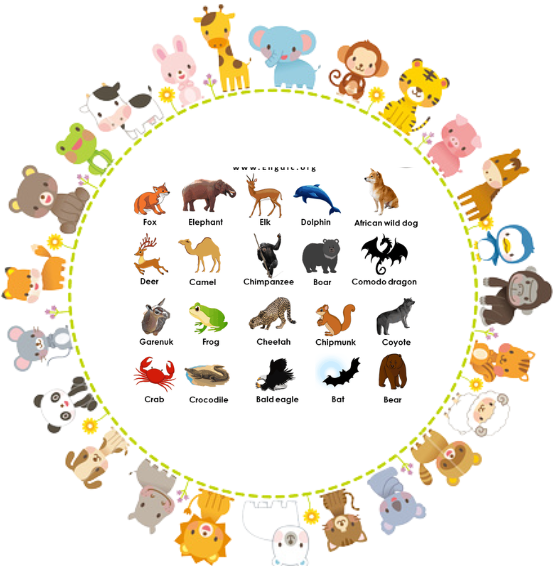 www.Engdic.org
Fox Elephant Elk Dolphin African wild dog
Deer Camel Chimpanzee Boar Comodo dragon
Garenuk Frog Cheetah Chipmunk Coyote
Crab Crocodile Bald eagle Bat Bear